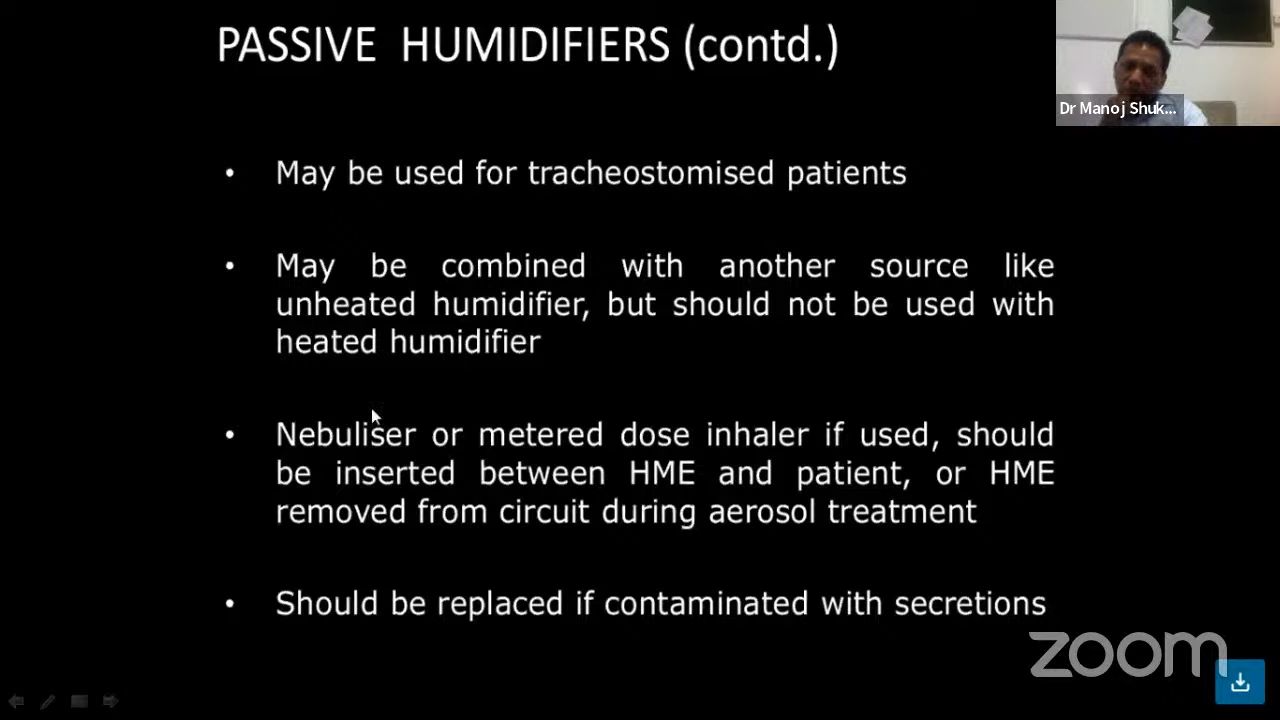 PASSIVE HUMIDIFIERS (contd.)
Dr Manoj Shuk...
• May be used for tracheostomised patients
• May be combined with another source like
unheated humidifier, but should not be used with
heated humidifier
• Nebuliser or metered dose inhaler if used, should
be inserted between HME and patient, or HME
removed from circuit during aerosol treatment
• Should be replaced if contaminated with secretions
zoom